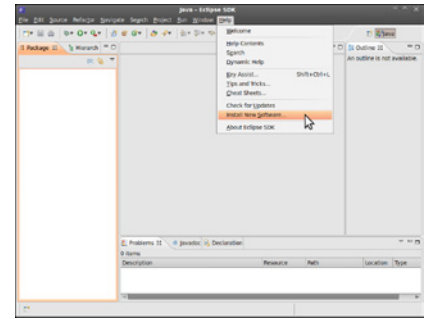 Java - Eclipse SDK
File Edit Source Refactor Navigate Search Project Run Window Help
Welcome
Help Contents
Search
Dynamic Help
Key Assist... Shift+Ctrl+L
Tips and Tricks...
Cheat Sheets...
Check for Updates
Install New Software...
About Eclipse SDK
Java
Package
Hierarch
Outline
An outline is not available.
Problems
Javadoc
Declaration
0 items
Description Resource Path Location Type